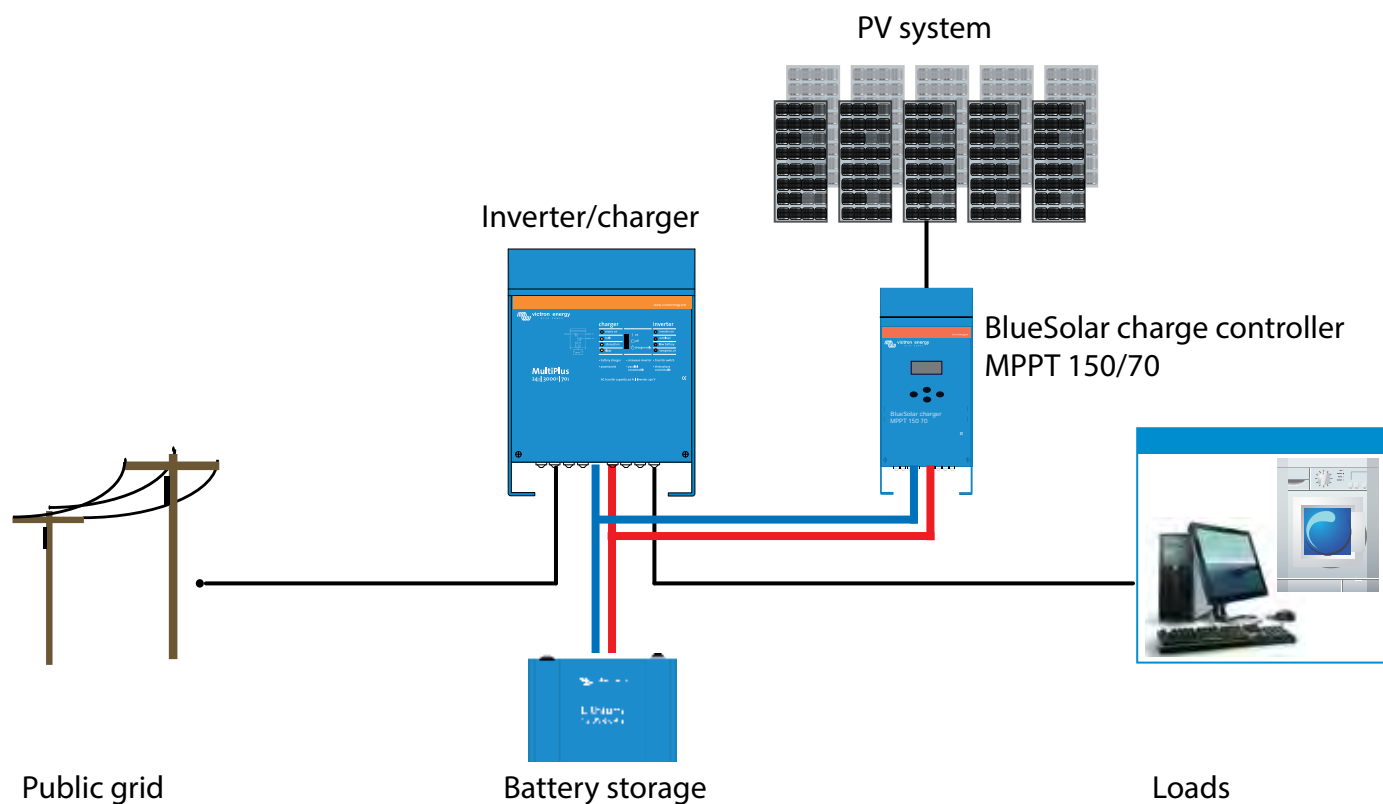 PV system
Inverter/charger
BlueSolar charge controller
MPPT 150/70
victron energy
charger
inverter
MultiPlus
victron energy
BlueSolar charger
MPPT 150 70
Lithium
Public grid
Battery storage
Loads